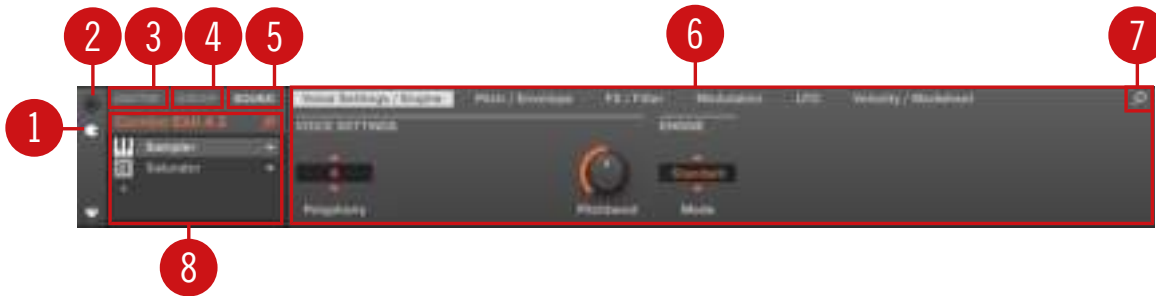 2 3 4 5 6 7
MASTER GROUP SOUND
Voice Settings / Engine Pitch / Envelope FX / Filter Modulation LFO Velocity / Modwheel
1
VOICE SETTINGS ENGINE
Sampler
Saturator
Standard
Polyphony Pitchbend Mode
8